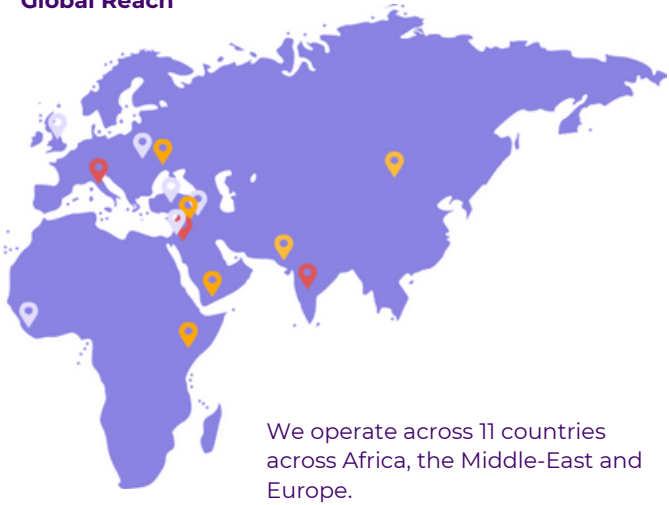 Global Reach
We operate across 11 countries
across Africa, the Middle-East and
Europe.